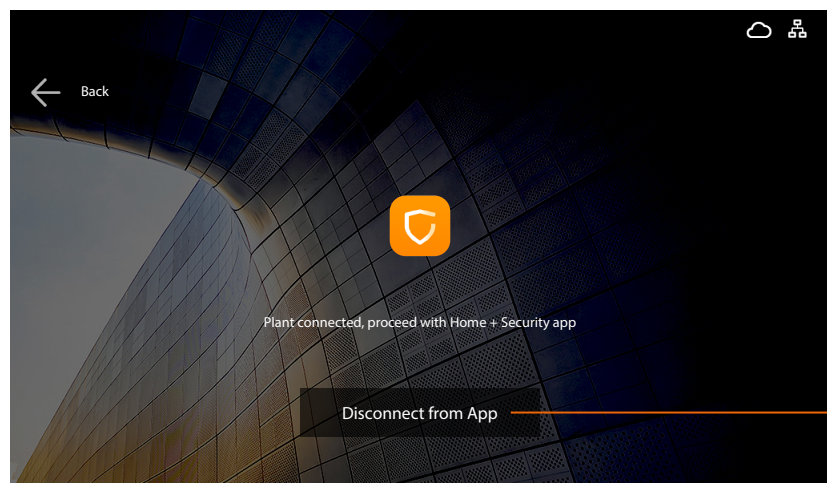 Back
Plant connected, proceed with Home + Security app
Disconnect from App